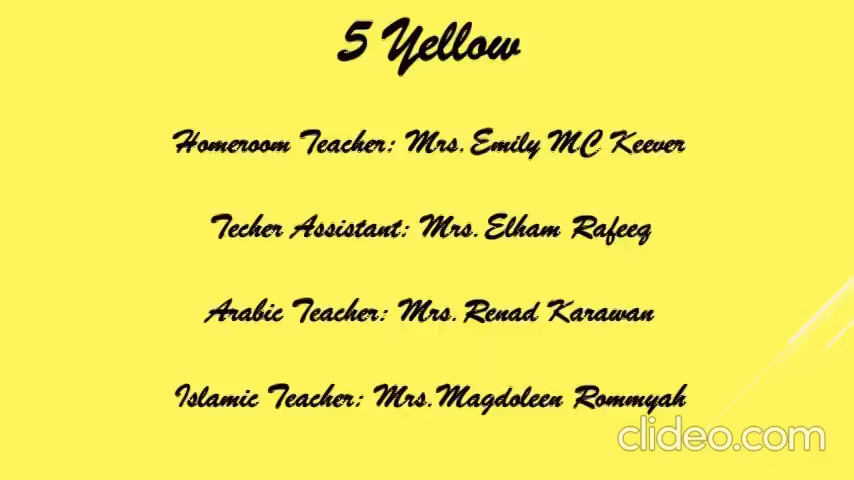 5 Yellow
Homeroom Teacher: Mrs. Emily MC Keever
Techer Assistant: Mrs. Elham Rafeeq
Arabic Teacher: Mrs. Renad Karawan
Islamic Teacher: Mrs. Magdoleen Rommyah
clideo.com